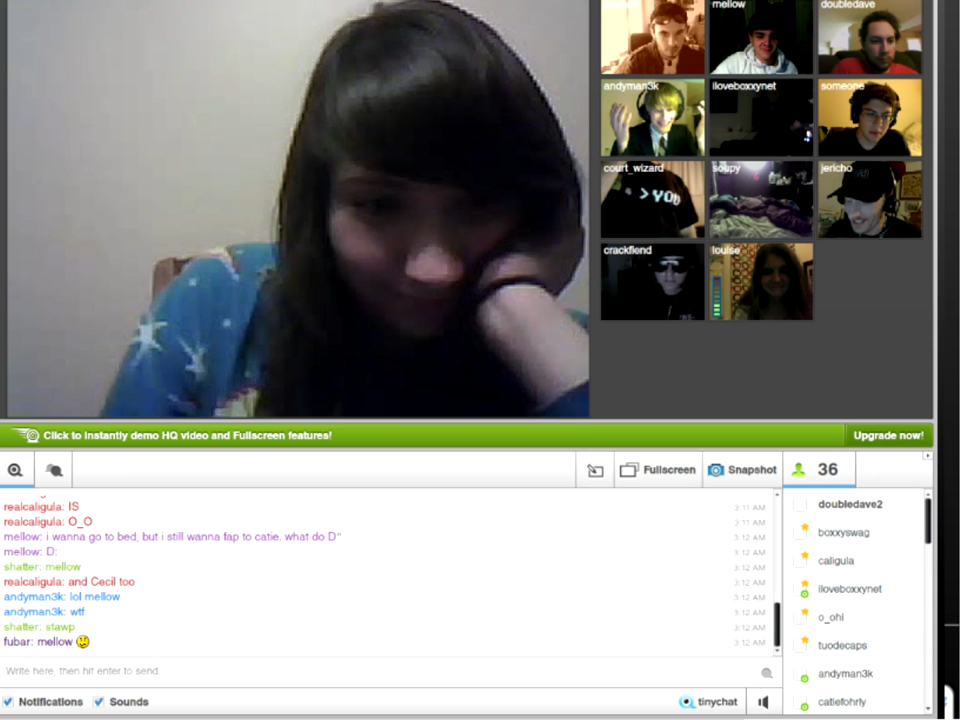 mellow
doubledave
andyman3k
iloveboxxynet
someone
court_wizard
>YOU
soupy
jericho
crackfiend
louise
Click to instantly demo HQ video and Fullscreen features!
Upgrade now!
Fullscreen
Snapshot
36
realcaligula: IS
3:11 AM
realcaligula: O_O
3:11 AM
mellow: i wanna go to bed, but i still wanna fap to catie. what do D"
3:12 AM
mellow: D:
3:12 AM
shatter: mellow
3:12 AM
realcaligula: and Cecil too
3:12 AM
andyman3k: lol mellow
3:12 AM
andyman3k: wtf
3:12 AM
shatter: stawp
3:12 AM
fubar: mellow
3:12 AM
Write here, then hit enter to send.
Notifications
Sounds
tinychat
doubledave2
boxxyswag
caligula
iloveboxxynet
o_ohi
tuodecaps
andyman3k
catiefohrly